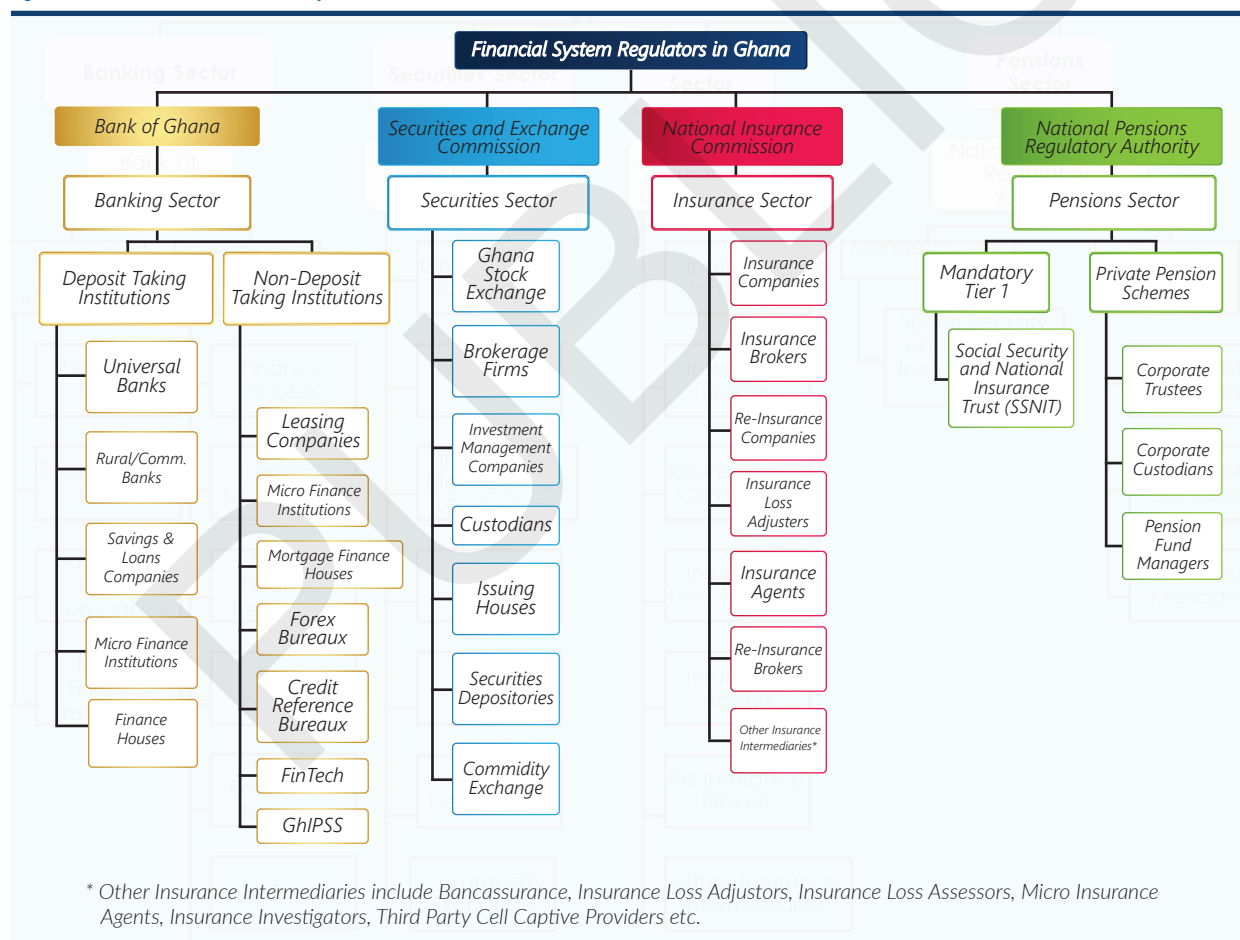 Financial System Regulators in Ghana
Bank of Ghana
Banking Sector
Deposit Taking
Institutions
Universal
Banks
Rural/Comm.
Banks
Savings &
Loans
Companies
Micro Finance
Institutions
Finance
Houses
Non-Deposit
Taking Institutions
Leasing
Companies
Micro Finance
Institutions
Mortgage Finance
Houses
Forex
Bureaux
Credit
Reference
Bureaux
FinTech
GhIPSS
Securities and Exchange
Commission
Securities Sector
Ghana
Stock
Exchange
Brokerage
Firms
Investment
Management
Companies
Custodians
Issuing
Houses
Securities
Depositories
Commidity
Exchange
National Insurance
Commission
Insurance Sector
Insurance
Companies
Insurance
Brokers
Re-Insurance
Companies
Insurance
Loss
Adjusters
Insurance
Agents
Re-Insurance
Brokers
Other Insurance
Intermediaries*
National Pensions
Regulatory Authority
Pensions Sector
Mandatory
Tier 1
Social Security
and National
Insurance
Trust (SSNIT)
Private Pension
Schemes
Corporate
Trustees
Corporate
Custodians
Pension
Fund
Managers
* Other Insurance Intermediaries include Bancassurance, Insurance Loss Adjustors, Insurance Loss Assessors, Micro Insurance
Agents, Insurance Investigators, Third Party Cell Captive Providers etc.